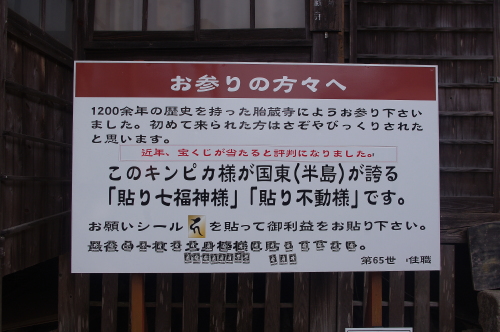 お参りの方々へ
1200余年の歴史を持った胎蔵寺にようお参り下さい
ました。初めて来られた方はさぞやびっくりされた
と思います。
近年、宝くじが当たると評判になりました。
このキンピカ様が国東(半島)が誇る
「貼り七福神様」「貼り不動様」です。
お願いシール を貼って御利益をお貼り下さい。
第65世 住職